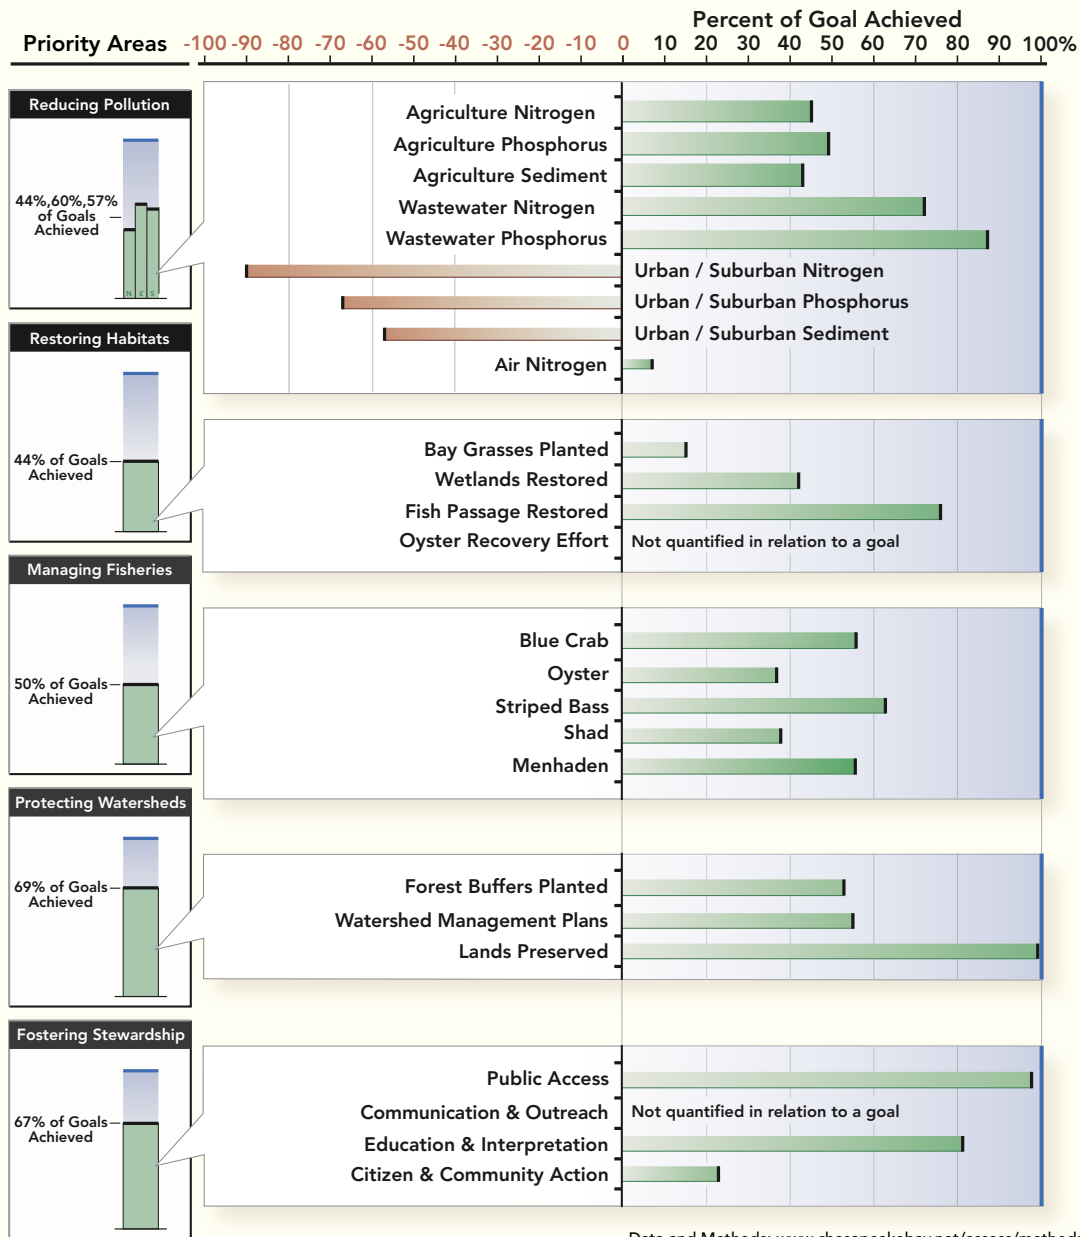 Percent of Goal Achieved
Priority Areas
-100 -90 -80 -70 -60 -50 -40 -30 -20 -10 0 10 20 30 40 50 60 70 80 90 100%
Reducing Pollution
44%,60%,57%
of Goals
Achieved
N P S
Agriculture Nitrogen
Agriculture Phosphorus
Agriculture Sediment
Wastewater Nitrogen
Wastewater Phosphorus
Urban / Suburban Nitrogen
Urban / Suburban Phosphorus
Urban / Suburban Sediment
Air Nitrogen
Restoring Habitats
44% of Goals
Achieved
Bay Grasses Planted
Wetlands Restored
Fish Passage Restored
Oyster Recovery Effort Not quantified in relation to a goal
Managing Fisheries
50% of Goals
Achieved
Blue Crab
Oyster
Striped Bass
Shad
Menhaden
Protecting Watersheds
69% of Goals
Achieved
Forest Buffers Planted
Watershed Management Plans
Lands Preserved
Fostering Stewardship
67% of Goals
Achieved
Public Access
Communication & Outreach Not quantified in relation to a goal
Education & Interpretation
Citizen & Community Action